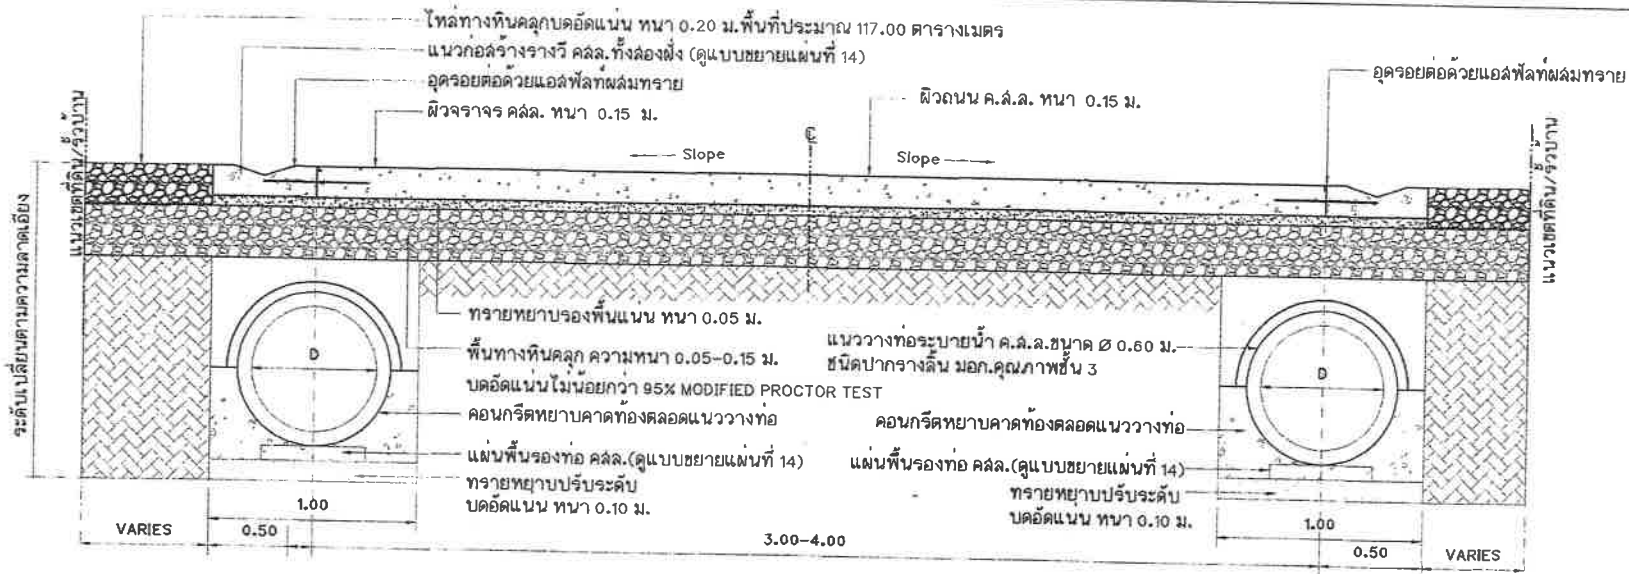 ไหล่ทางหินคลุกบดอัดแน่น หนา 0.20 ม.พื้นที่ประมาณ 117.00 ตารางเมตร
แนวก่อสร้างรางวี คสล.ทั้งสองฝั่ง (ดูแบบขยายแผ่นที่ 14)
อุดรอยต่อด้วยแอสฟัลท์ผสมทราย
ผิวจราจร คสล. หนา 0.15 ม.
ผิวถนน ค.ส.ล. หนา 0.15 ม.
อุดรอยต่อด้วยแอสฟัลท์ผสมทราย
Slope
Slope
แนวเขตที่ดิน/รั้วบ้าน
แนวเขตที่ดิน/รั้วบ้าน
ระดับเปลี่ยนตามความลาดเอียง
ทรายหยาบรองพื้นแน่น หนา 0.05 ม.
พื้นทางหินคลุก ความหนา 0.05-0.15 ม.
บดอัดแน่นไม่น้อยกว่า 95% MODIFIED PROCTOR TEST
คอนกรีตหยาบคาดท้องตลอดแนววางท่อ
แผ่นพื้นรองท่อ คสล.(ดูแบบขยายแผ่นที่ 14)
ทรายหยาบปรับระดับ
บดอัดแน่น หนา 0.10 ม.
แนววางท่อระบายน้ำ ค.ส.ล.ขนาด Ø 0.60 ม.
ชนิดปากรางลิ้น มอก.คุณภาพชั้น 3
คอนกรีตหยาบคาดท้องตลอดแนววางท่อ
แผ่นพื้นรองท่อ คสล.(ดูแบบขยายแผ่นที่ 14)
ทรายหยาบปรับระดับ
บดอัดแน่น หนา 0.10 ม.
D
D
1.00
1.00
VARIES
0.50
3.00-4.00
0.50
VARIES